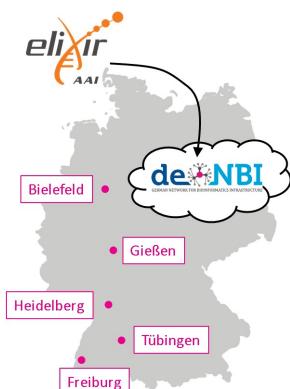 elixir
AAI
de NBI
GERMAN NETWORK FOR BIOINFORMATICS INFRASTRUCTURE
Bielefeld
Gießen
Heidelberg
Tübingen
Freiburg